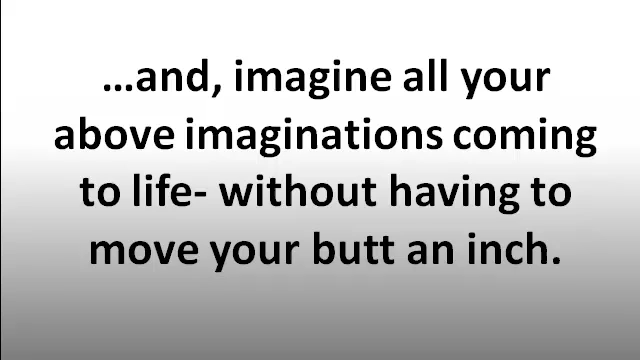 ...and, imagine all your
above imaginations coming
to life- without having to
move your butt an inch.